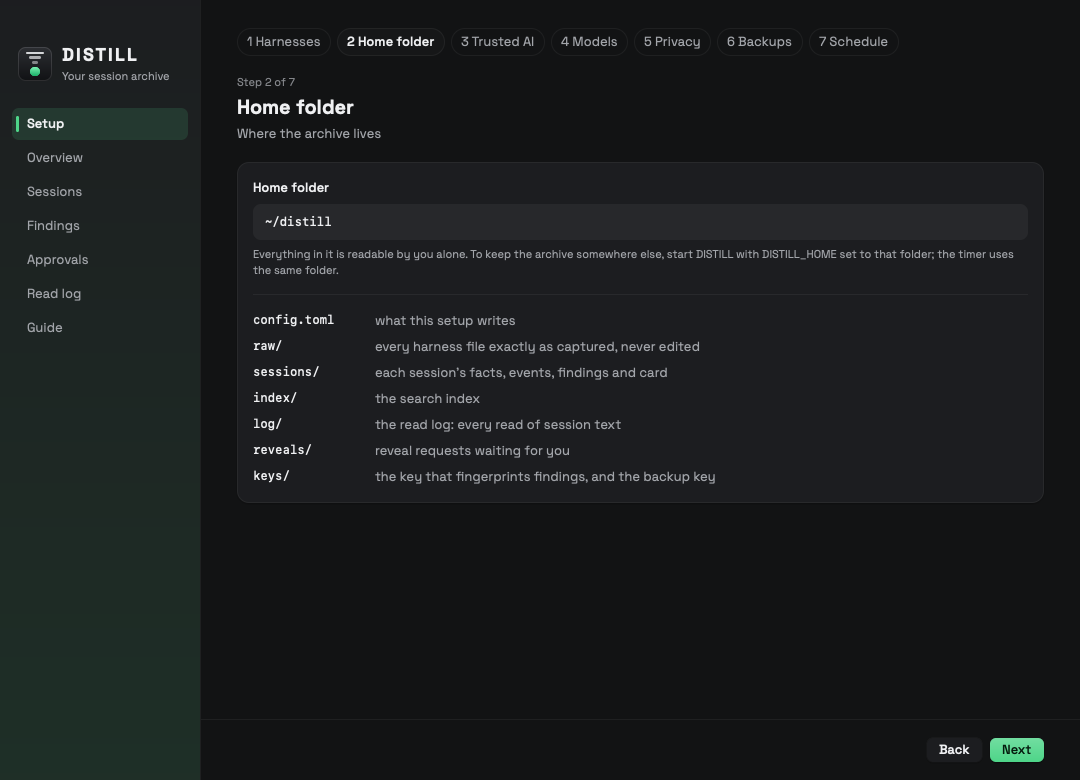 DISTILL
Your session archive
Setup
Overview
Sessions
Findings
Approvals
Read log
Guide
1 Harnesses
2 Home folder
3 Trusted AI
4 Models
5 Privacy
6 Backups
7 Schedule
Step 2 of 7
Home folder
Where the archive lives
Home folder
~/distill
Everything in it is readable by you alone. To keep the archive somewhere else, start DISTILL with DISTILL_HOME set to that folder; the timer uses
the same folder.
config.toml what this setup writes
raw/ every harness file exactly as captured, never edited
sessions/ each session's facts, events, findings and card
index/ the search index
log/ the read log: every read of session text
reveals/ reveal requests waiting for you
keys/ the key that fingerprints findings, and the backup key
Back
Next